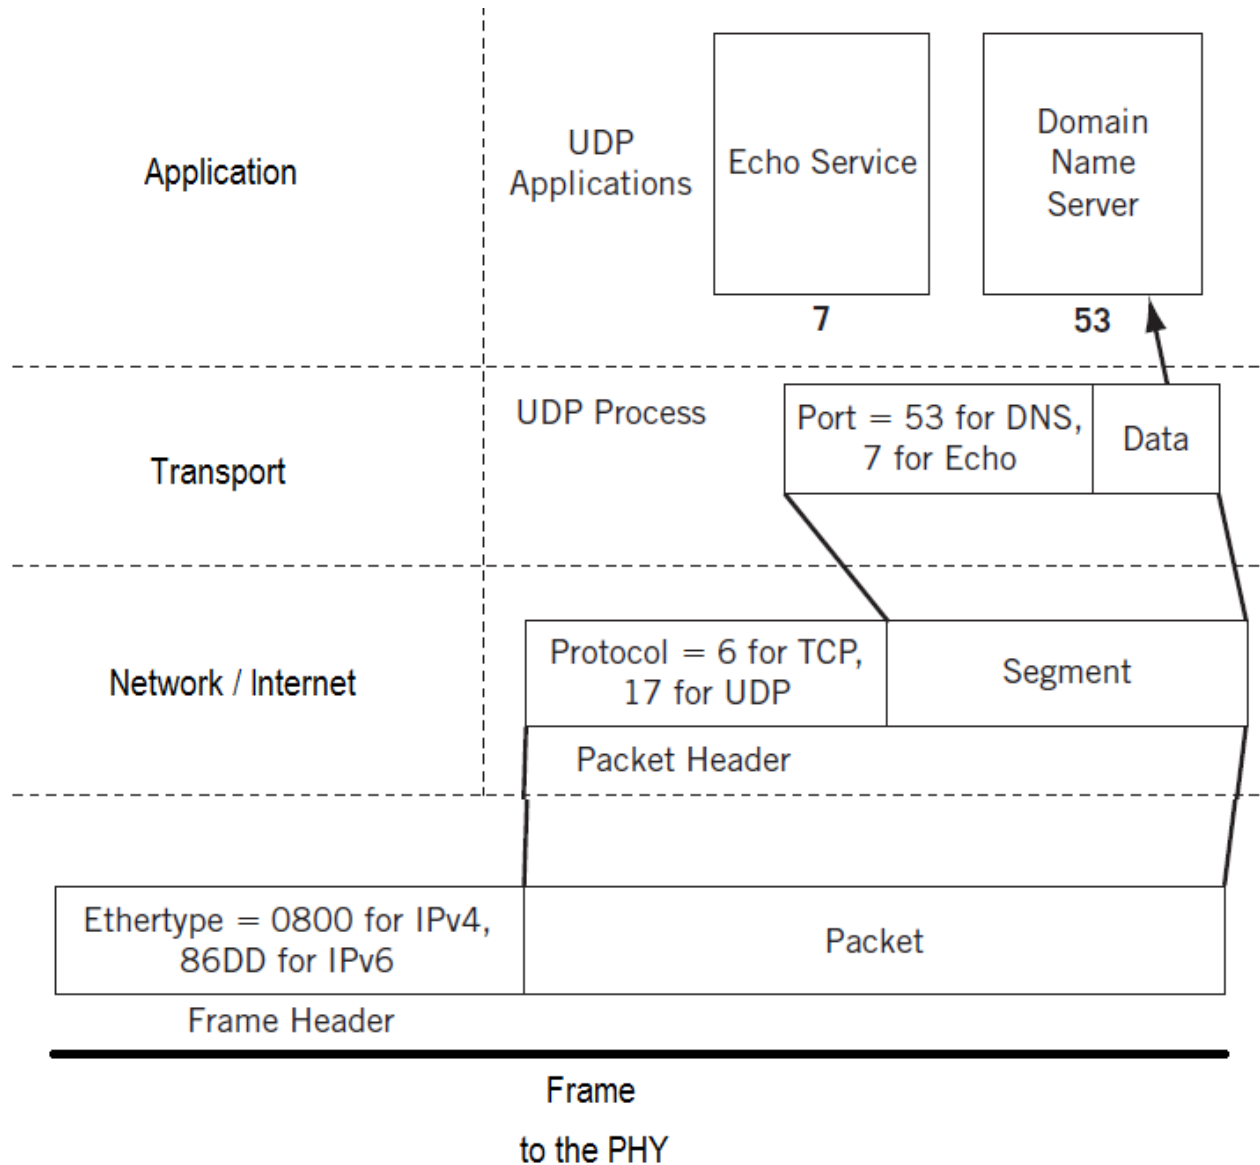 Application
UDP
Applications
Echo Service
7
Domain
Name
Server
53
Transport
UDP Process
Port = 53 for DNS,
7 for Echo
Data
Network / Internet
Protocol = 6 for TCP,
17 for UDP
Segment
Packet Header
Ethertype = 0800 for IPv4,
86DD for IPv6
Packet
Frame Header
Frame
to the PHY